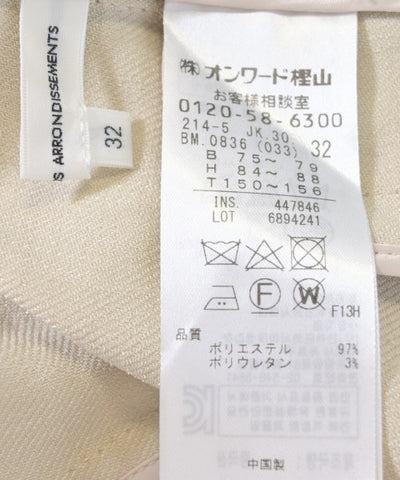 S ARRONDISSEMENTS
32
㈱ オンワード樫山
お客様相談室
0120-58-6300
214-5 JK.30.
BM.0836 (033) 32
B 75～ 79
H 84～ 88
T 150～156
INS. 447846
LOT 6894241
F W F13H
品質
ポリエステル 97%
ポリウレタン 3%
中国製